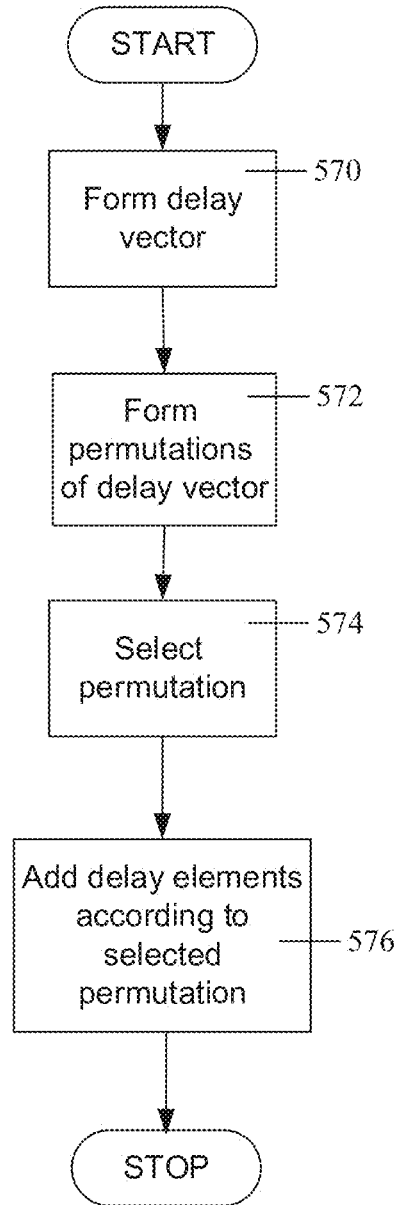 START
570
Form delay
vector
572
Form
permutations
of delay vector
574
Select
permutation
Add delay elements
according to
selected
permutation
576
STOP